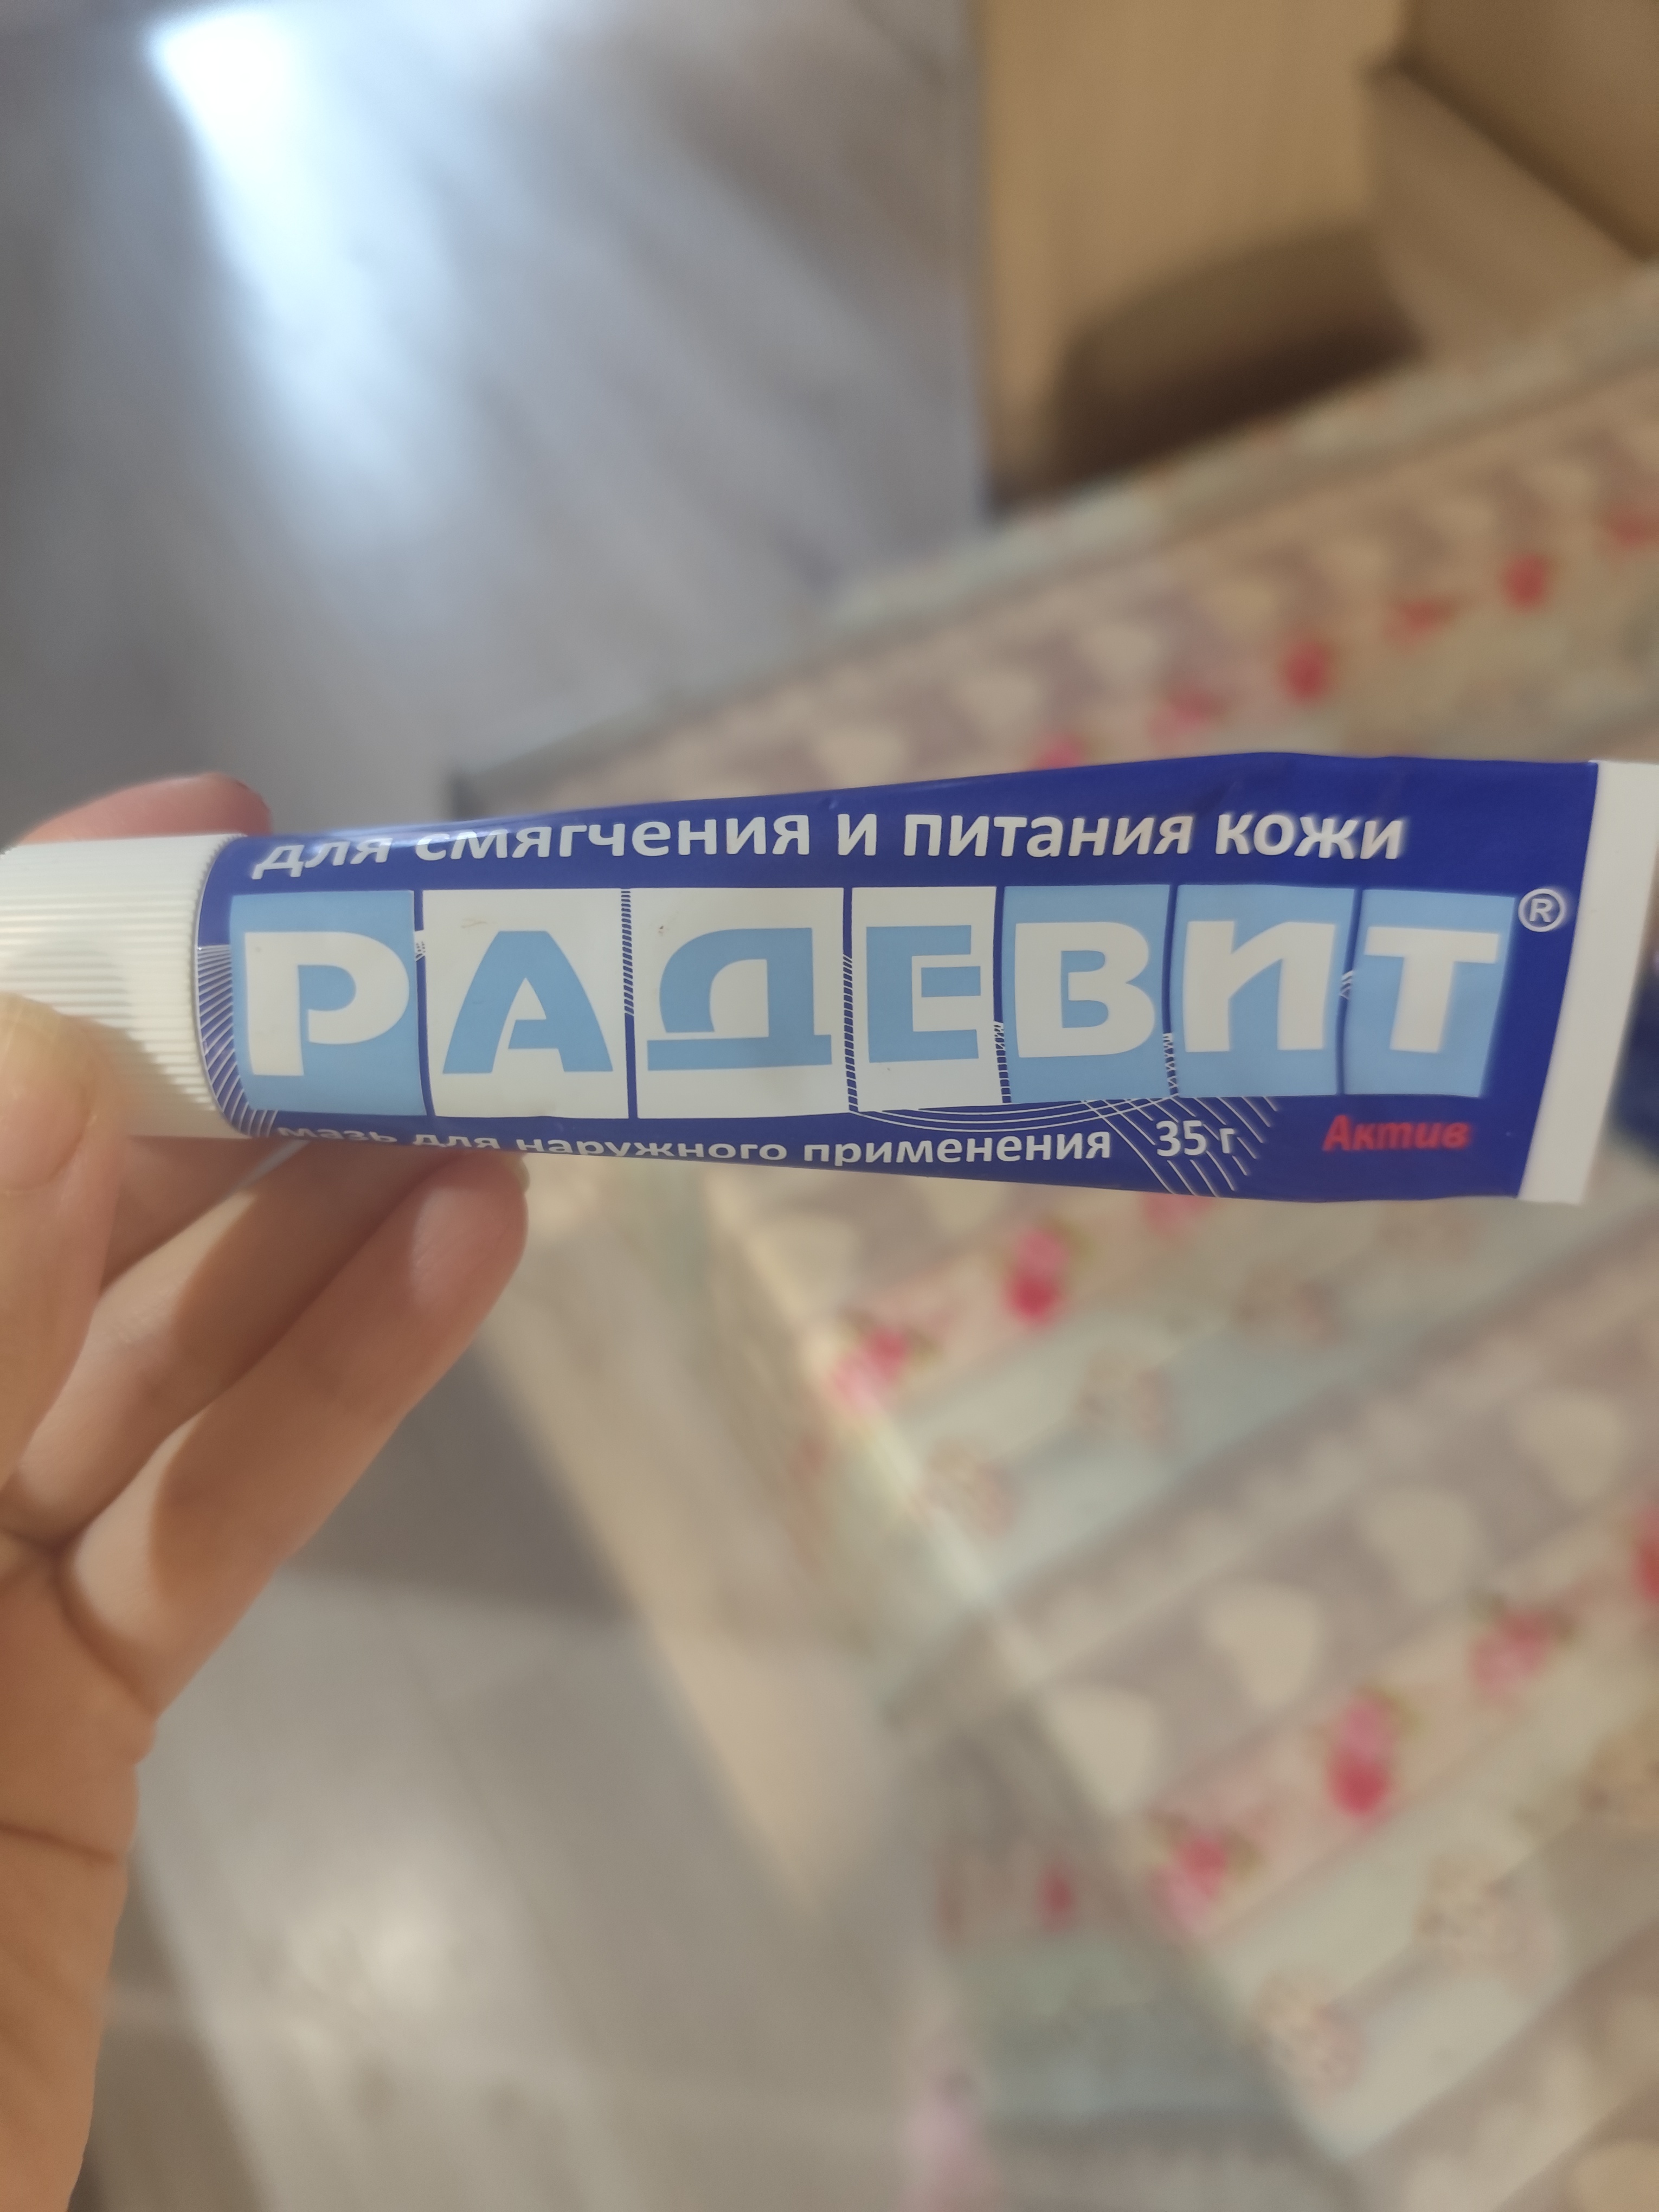 для смягчения и питания кожи
РАДЕВИТ®
мазь для наружного применения 35 г Актив